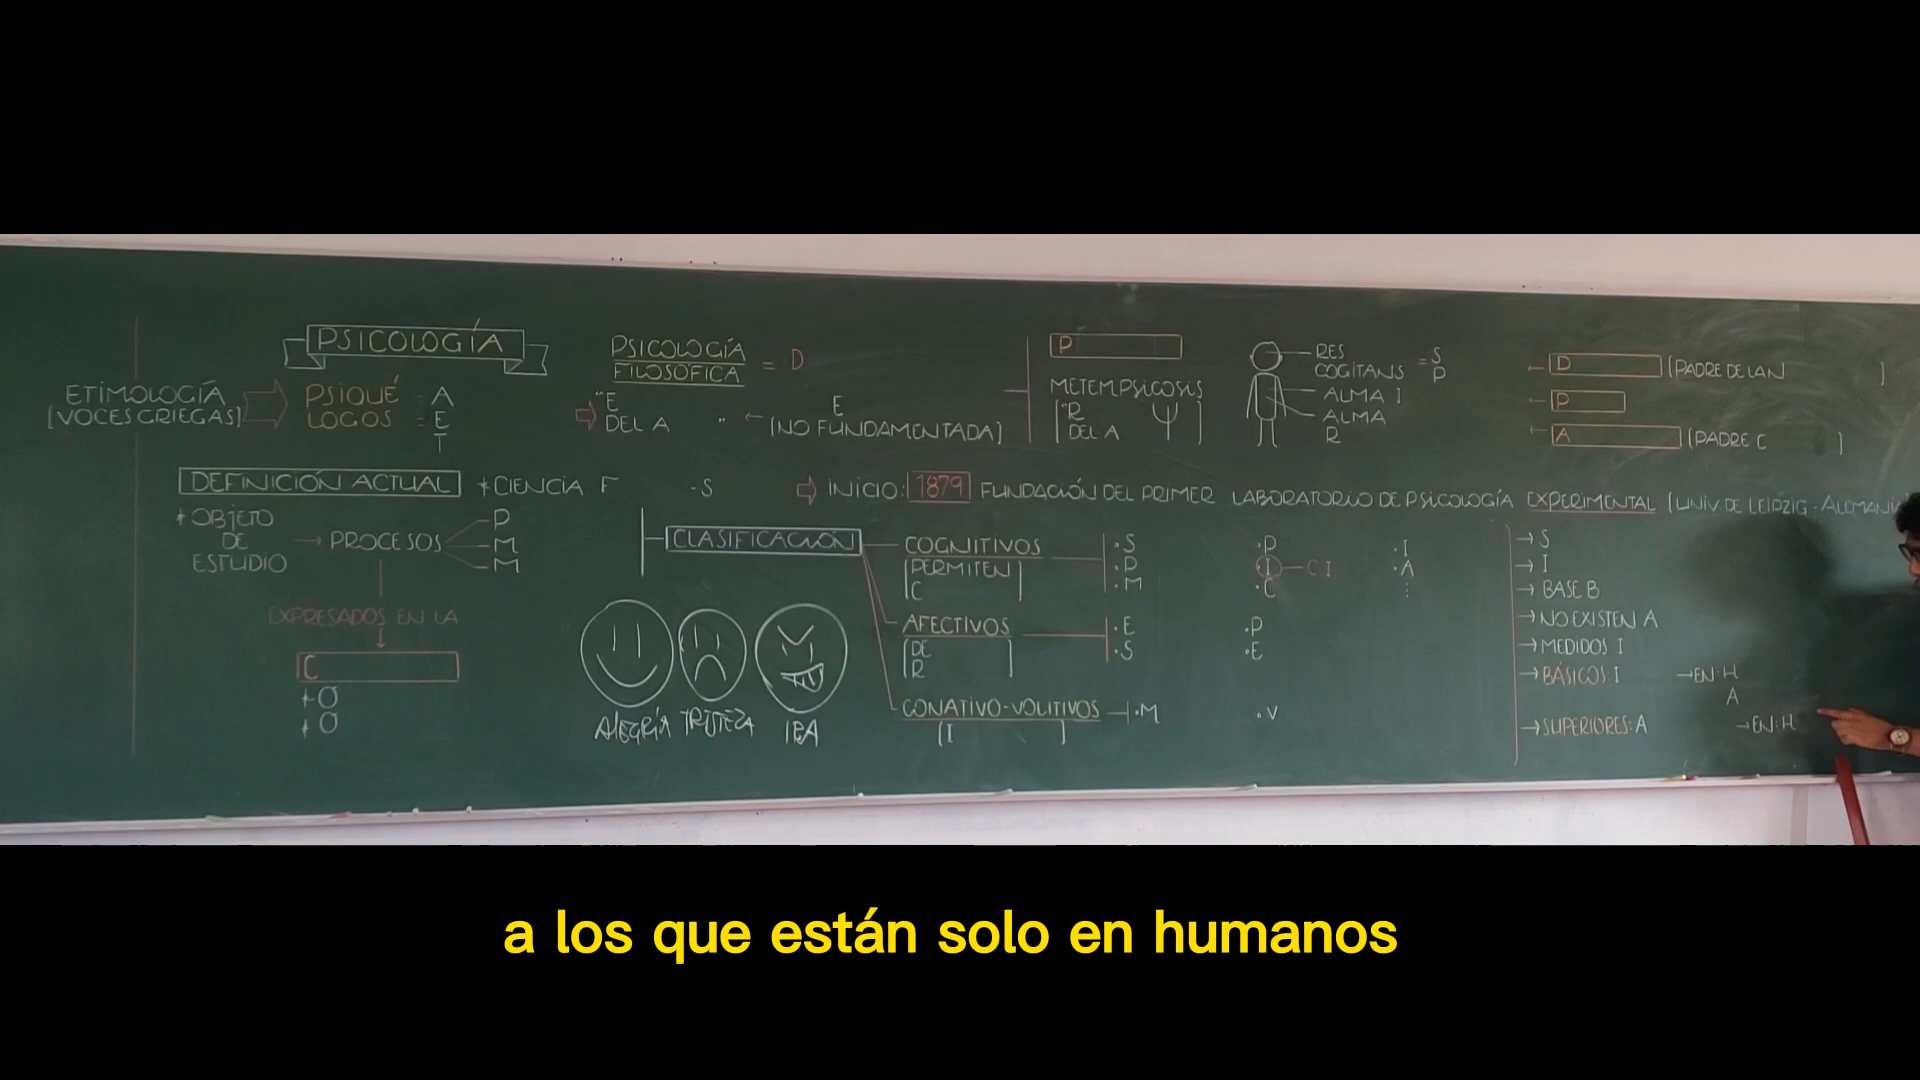 PSICOLOGÍA
ETIMOLOGÍA
[VOCES GRIEGAS]
PSIQUÉ = A
LOGOS = E
T
PSICOLOGÍA
FILOSOFICA
= D
"E
DEL A "
E
[NO FUNDAMENTADA]
P
METEMPSICOSIS
["R
DEL A Ψ ]
RES
COGITANS = S
P
ALMA I
ALMA
R
D [PADRE DE LA N ]
P
A [PADRE C ]
DEFINICIÓN ACTUAL
+ CIENCIA F - S
INICIO: 1879 FUNDACIÓN DEL PRIMER LABORATORIO DE PSICOLOGÍA EXPERIMENTAL [UNIV. DE LEIPZIG - ALEMANI
+ OBJETO
DE
ESTUDIO
→ PROCESOS
P
M
M
EXPRESADOS EN LA
C
+ O
+ O
CLASIFICACIÓN
COGNITIVOS
[PERMITEN]
C
• S • P • I
• P • I — C I • A
• M • C
AFECTIVOS
[DE
R ]
• E • P
• S • E
CONATIVO-VOLITIVOS
[I ]
• M • V
ALEGRÍA TRISTEZA IRA
→ S
→ I
→ BASE B
→ NO EXISTEN A
→ MEDIDOS I
→ BÁSICOS: I → EN: H
A
→ SUPERIORES: A → EN: H
a los que están solo en humanos